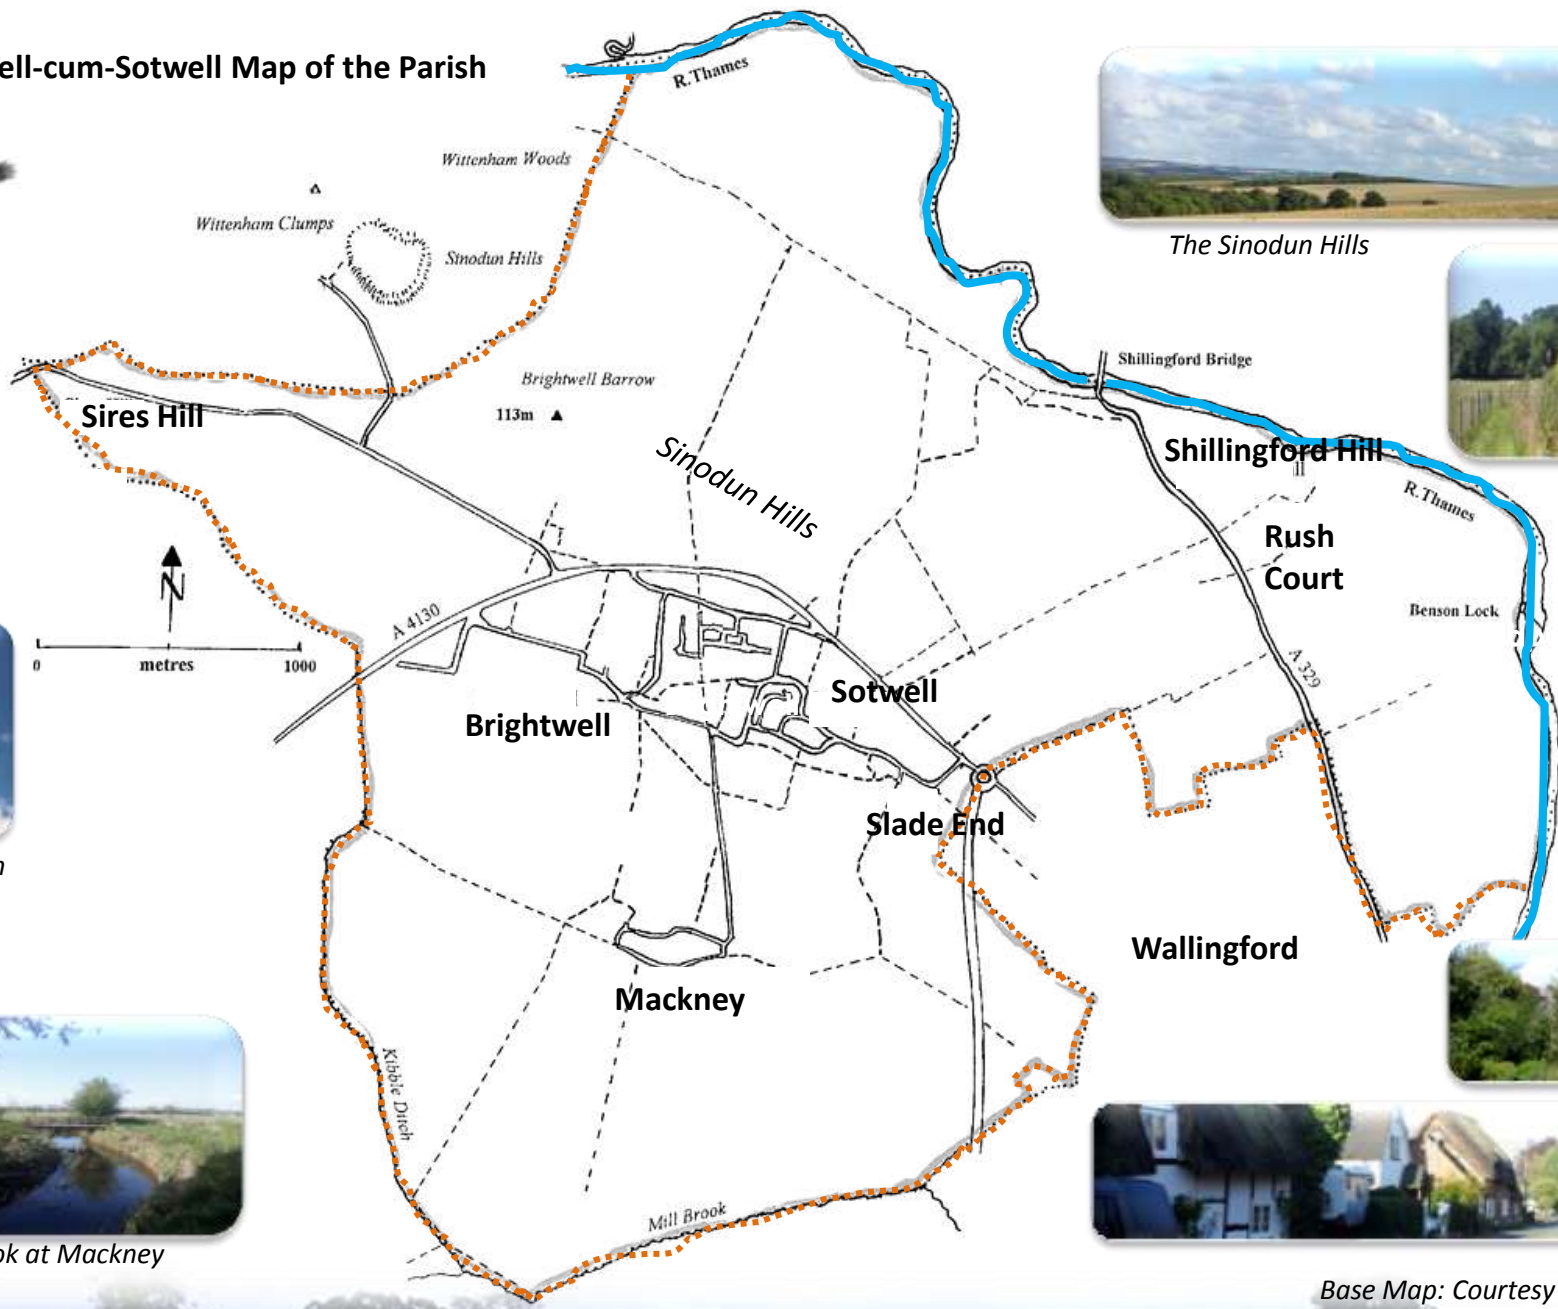 ell-cum-Sotwell Map of the Parish
R. Thames
Wittenham Woods
Wittenham Clumps
Sinodun Hills
The Sinodun Hills
Shillingford Bridge
Brightwell Barrow
113m
Sires Hill
Sinodun Hills
Shillingford Hill
R. Thames
Rush
Court
N
A 4130
Benson Lock
0 metres 1000
A 329
Sotwell
Brightwell
Slade End
Wallingford
Mackney
Kibble Ditch
Mill Brook
ok at Mackney
Base Map: Courtesy